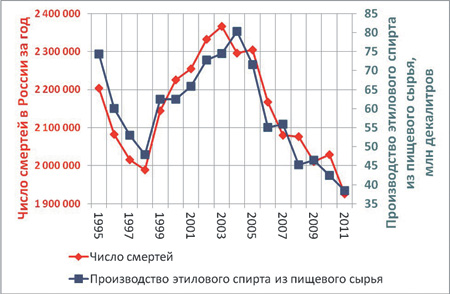 Число смертей в России за год
2 400 000
2 300 000
2 200 000
2 100 000
2 000 000
1 900 000
85
80
75
70
65
60
55
50
45
40
35
Производство этилового спирта
из пищевого сырья,
млн декалитров
1995
1997
1999
2001
2003
2005
2007
2009
2011
Число смертей
Производство этилового спирта из пищевого сырья